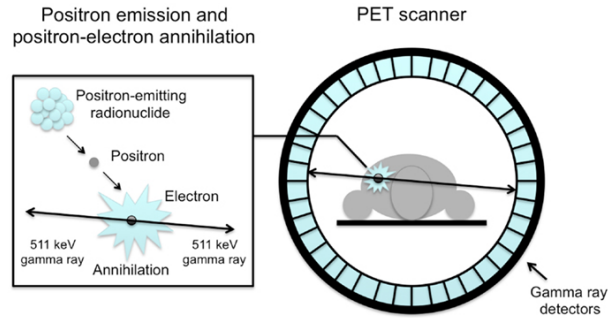 Positron emission and
positron-electron annihilation
PET scanner
Positron-emitting
radionuclide
Positron
Electron
511 keV
gamma ray
511 keV
gamma ray
Annihilation
Gamma ray
detectors